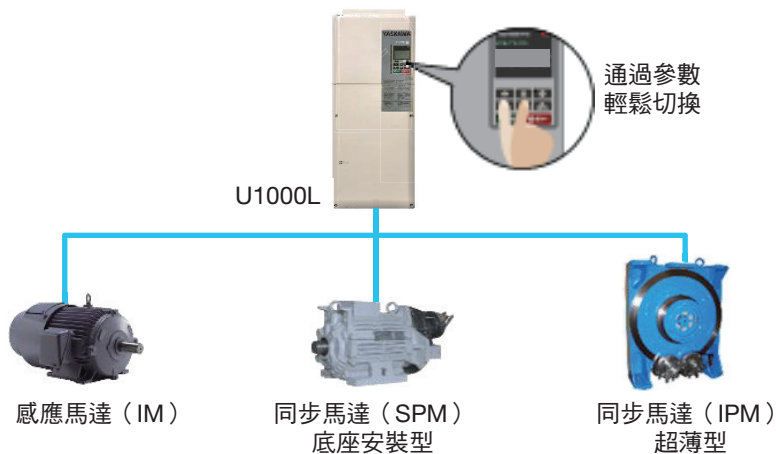 YASKAWA
通過參數
輕鬆切換
U1000L
感應馬達（IM）
同步馬達（SPM）
底座安裝型
同步馬達（IPM）
超薄型